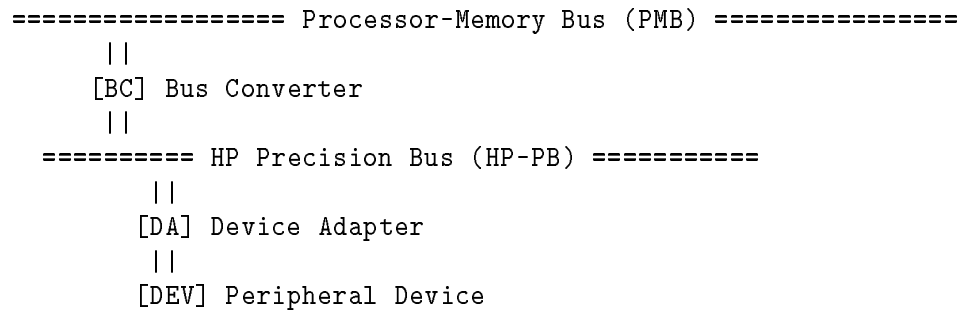 ================== Processor-Memory Bus (PMB) ================
||
[BC] Bus Converter
||
========== HP Precision Bus (HP-PB) ===========
||
[DA] Device Adapter
||
[DEV] Peripheral Device